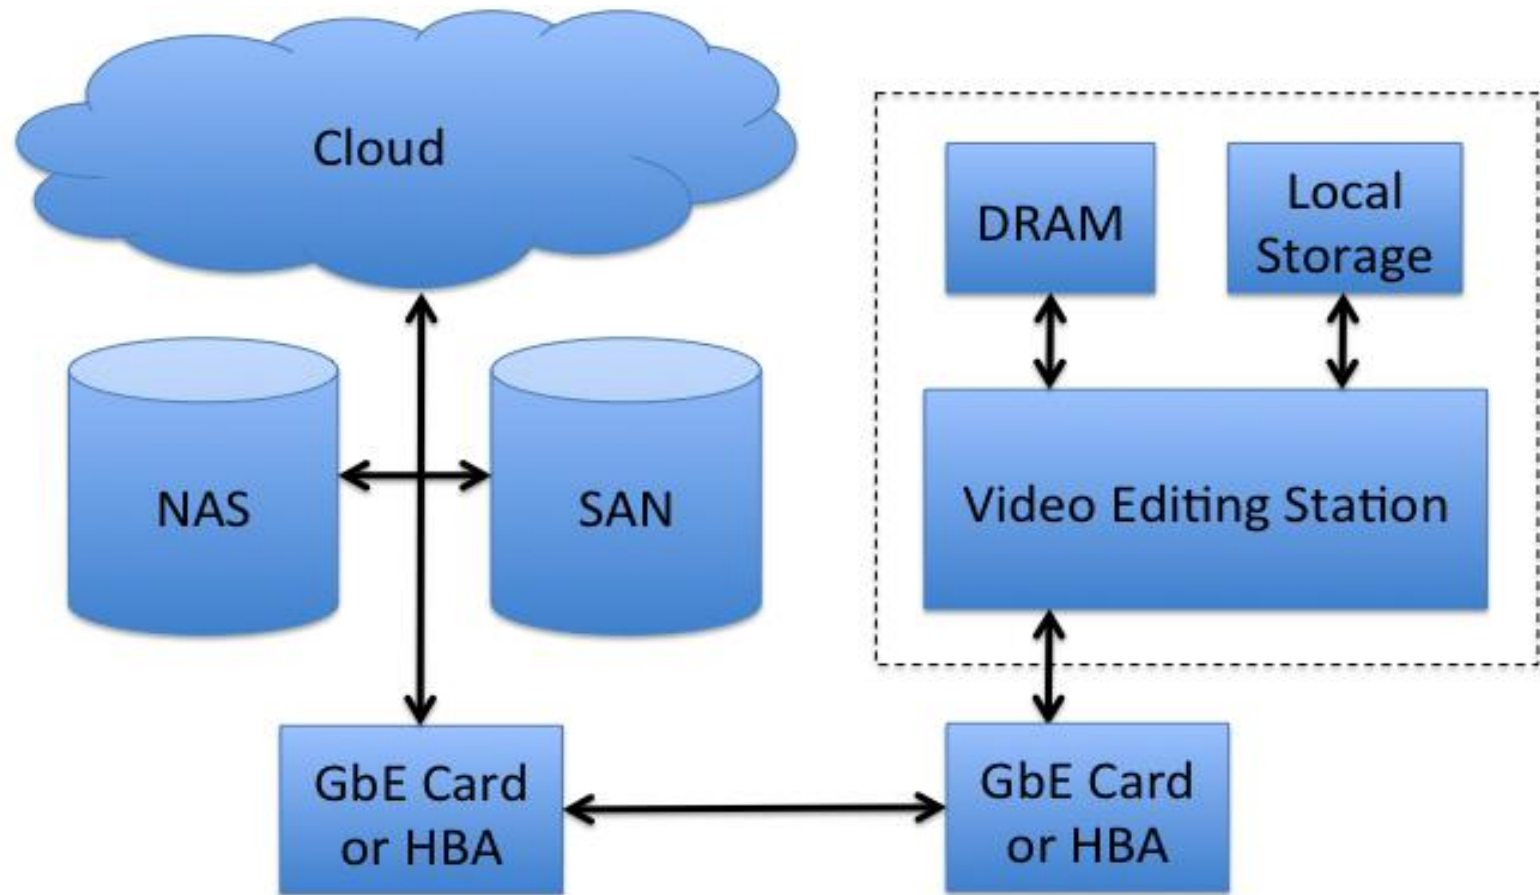 Cloud
DRAM
Local
Storage
NAS
SAN
Video Editing Station
GbE Card
or HBA
GbE Card
or HBA